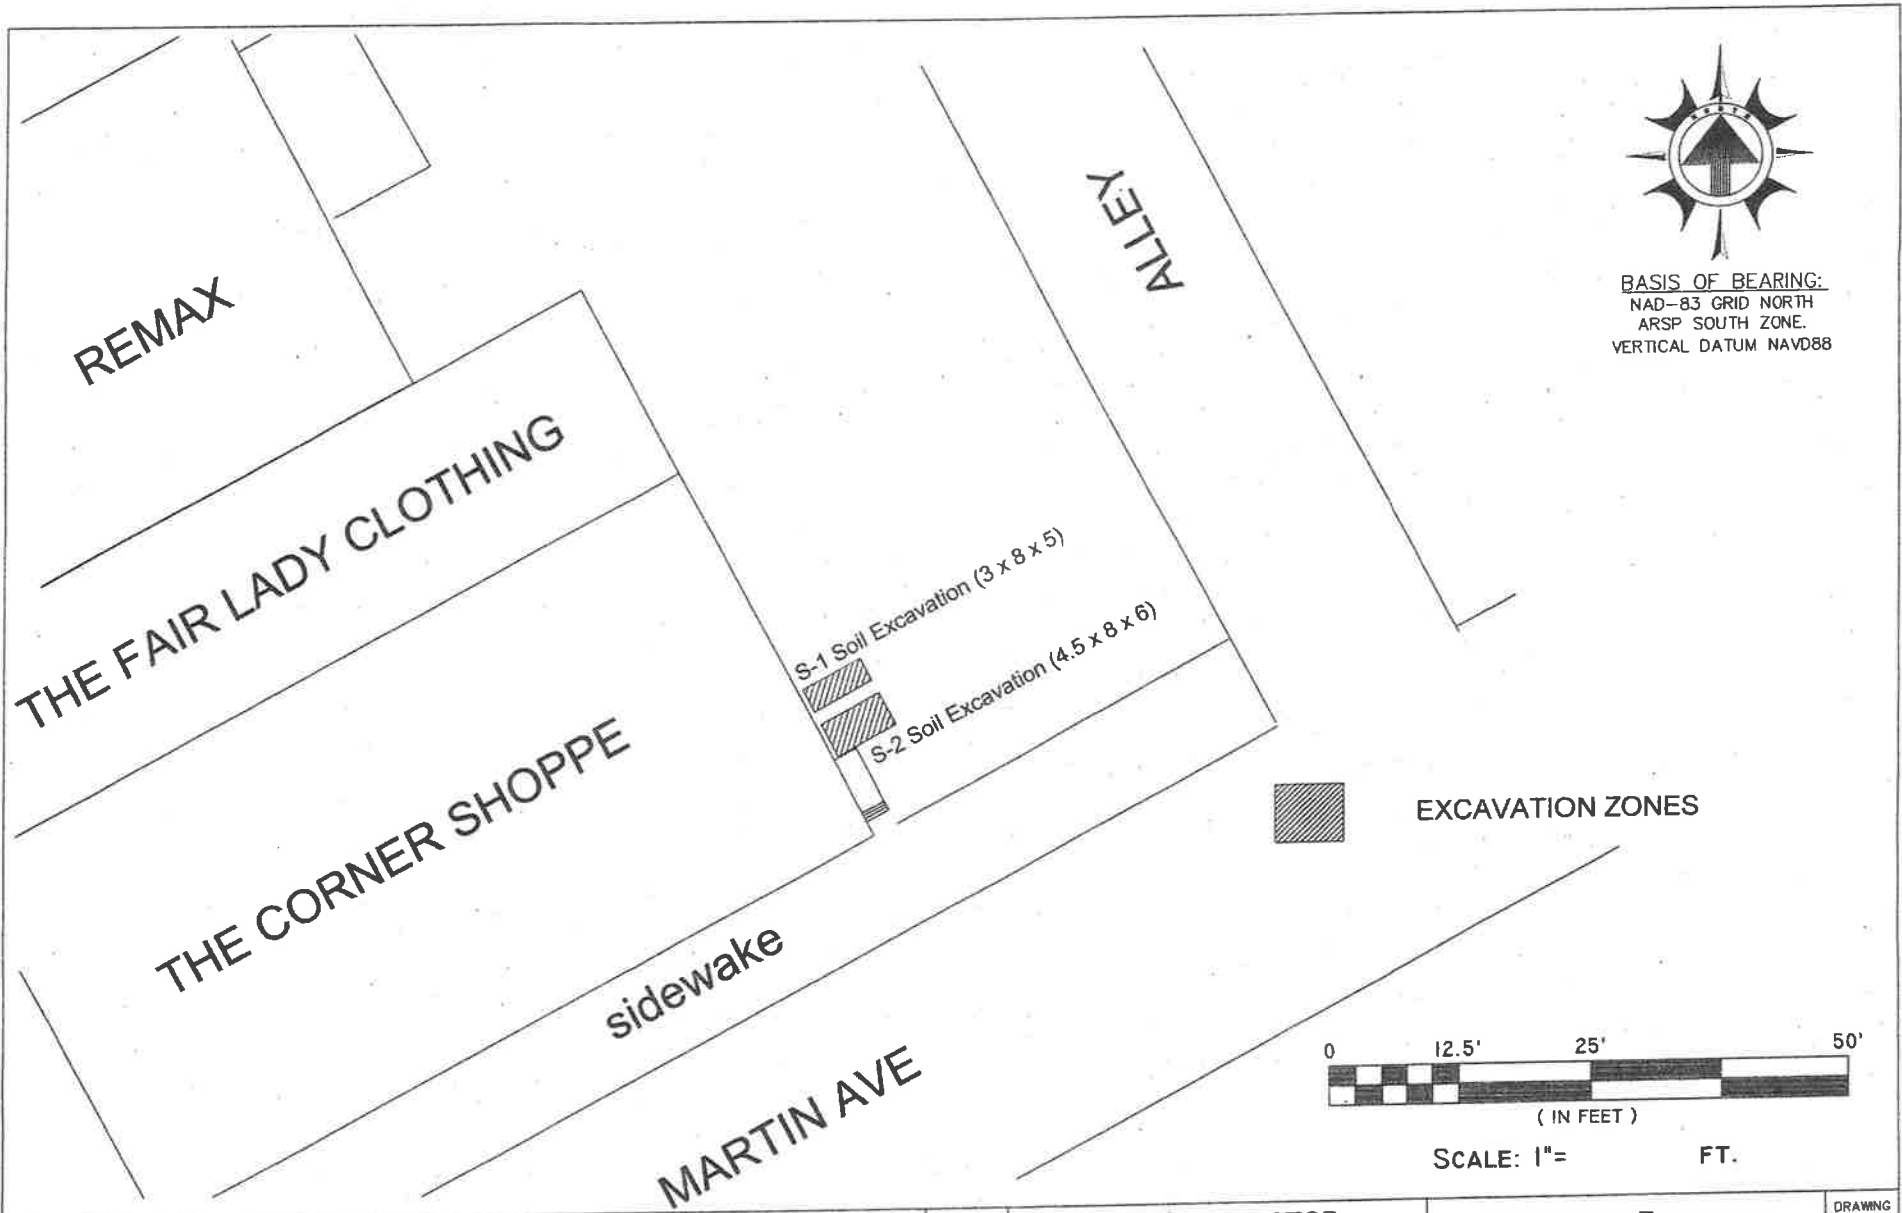 NORTH
BASIS OF BEARING:
NAD-83 GRID NORTH
ARSP SOUTH ZONE.
VERTICAL DATUM NAVD88
ALLEY
REMAX
THE FAIR LADY CLOTHING
S-1 Soil Excavation (3 x 8 x 5)
S-2 Soil Excavation (4.5 x 8 x 6)
THE CORNER SHOPPE
EXCAVATION ZONES
sidewake
MARTIN AVE
0 12.5' 25' 50'
( IN FEET )
SCALE: 1"= FT.
DRAWING